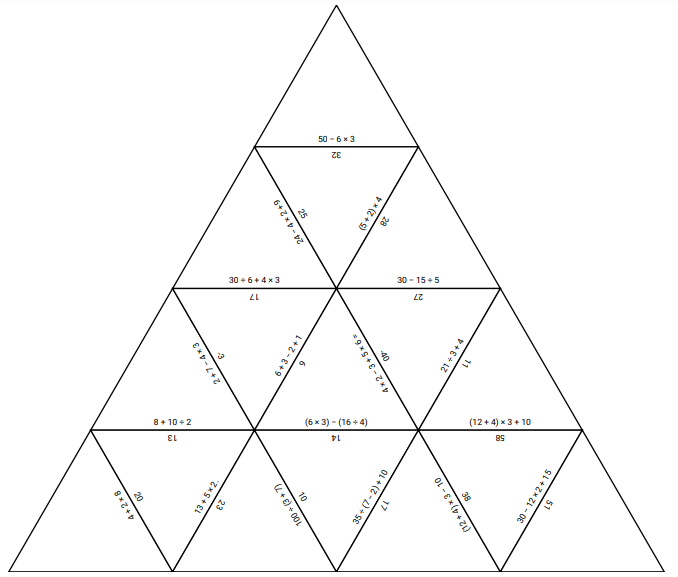 50 − 6 × 3
32
24 − 4 × 2 + 9
25
(5 + 2) × 4
28
30 ÷ 6 + 4 × 3
17
30 − 15 ÷ 5
27
2 + 7 − 4 × 3
-3
6 + 3 − 2 + 1
9
4 × 2 − 3 + 5 × 6 =
-40
21 ÷ 3 + 4
11
8 + 10 ÷ 2
13
(6 × 3) − (16 ÷ 4)
14
(12 + 4) × 3 + 10
58
4 + 2 × 8
20
13 + 5 × 2.
23
100 ÷ (3 + 7)
10
35 ÷ (7 − 2) + 10
17
(12 + 4) × 3 − 10
38
30 − 12 × 2 + 15
51